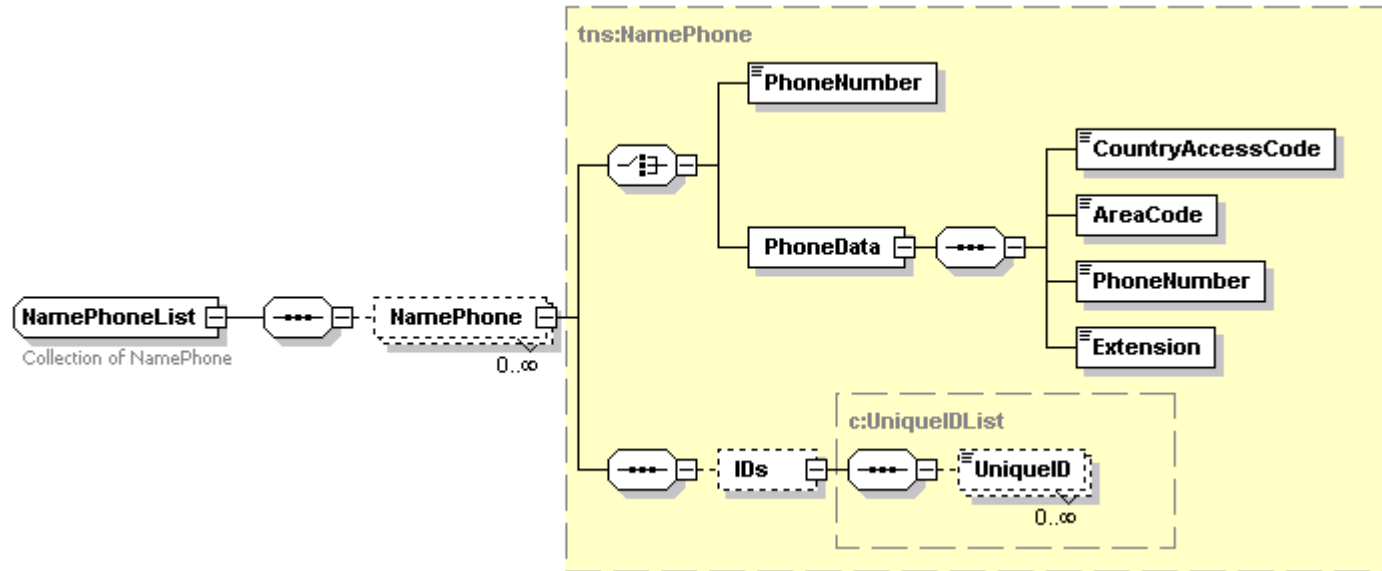 tns:NamePhone
PhoneNumber
CountryAccessCode
AreaCode
PhoneData
PhoneNumber
NamePhoneList
NamePhone
Extension
Collection of NamePhone
0..∞
c:UniqueIDList
IDs
UniqueID
0..∞